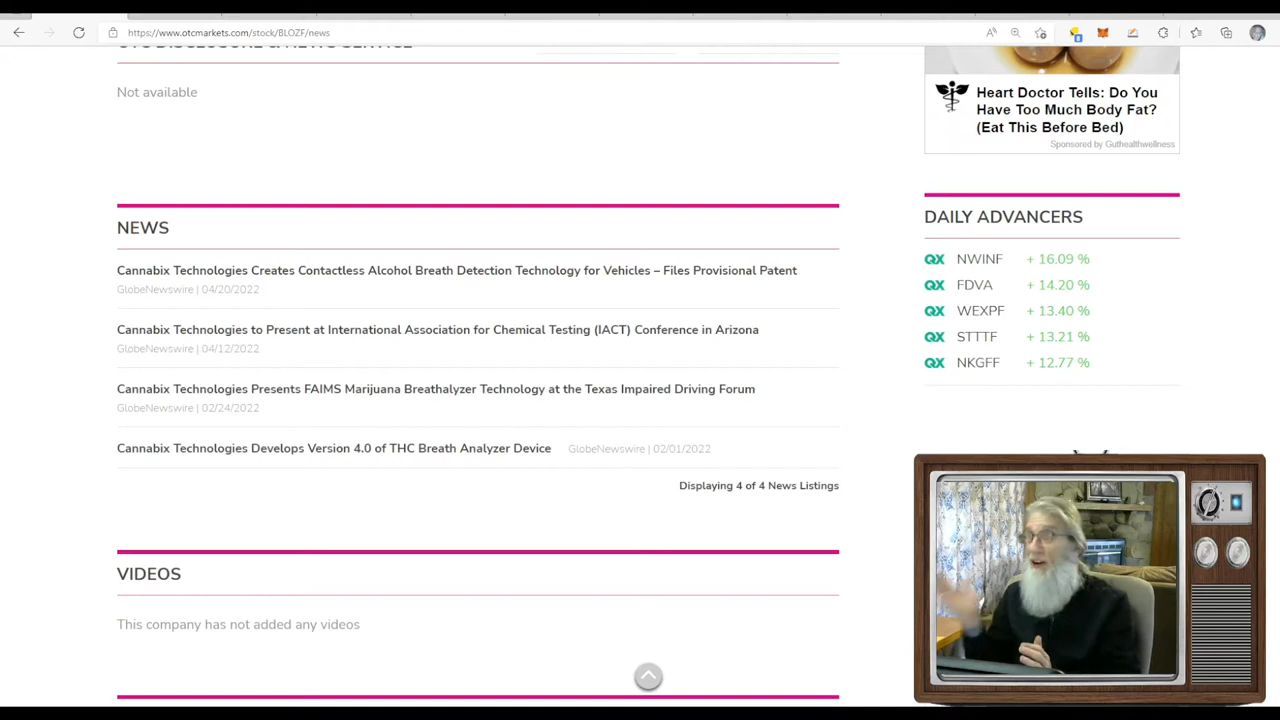 https://www.otcmarkets.com/stock/BLOZF/news
OTC DISCLOSURE & NEWS SERVICE
Not available
NEWS
Cannabix Technologies Creates Contactless Alcohol Breath Detection Technology for Vehicles – Files Provisional Patent
GlobeNewswire | 04/20/2022
Cannabix Technologies to Present at International Association for Chemical Testing (IACT) Conference in Arizona
GlobeNewswire | 04/12/2022
Cannabix Technologies Presents FAIMS Marijuana Breathalyzer Technology at the Texas Impaired Driving Forum
GlobeNewswire | 02/24/2022
Cannabix Technologies Develops Version 4.0 of THC Breath Analyzer Device GlobeNewswire | 02/01/2022
Displaying 4 of 4 News Listings
VIDEOS
This company has not added any videos
Heart Doctor Tells: Do You
Have Too Much Body Fat?
(Eat This Before Bed)
Sponsored by Guthealthwellness
DAILY ADVANCERS
QX NWINF + 16.09 %
QX FDVA + 14.20 %
QX WEXPF + 13.40 %
QX STTTF + 13.21 %
QX NKGFF + 12.77 %